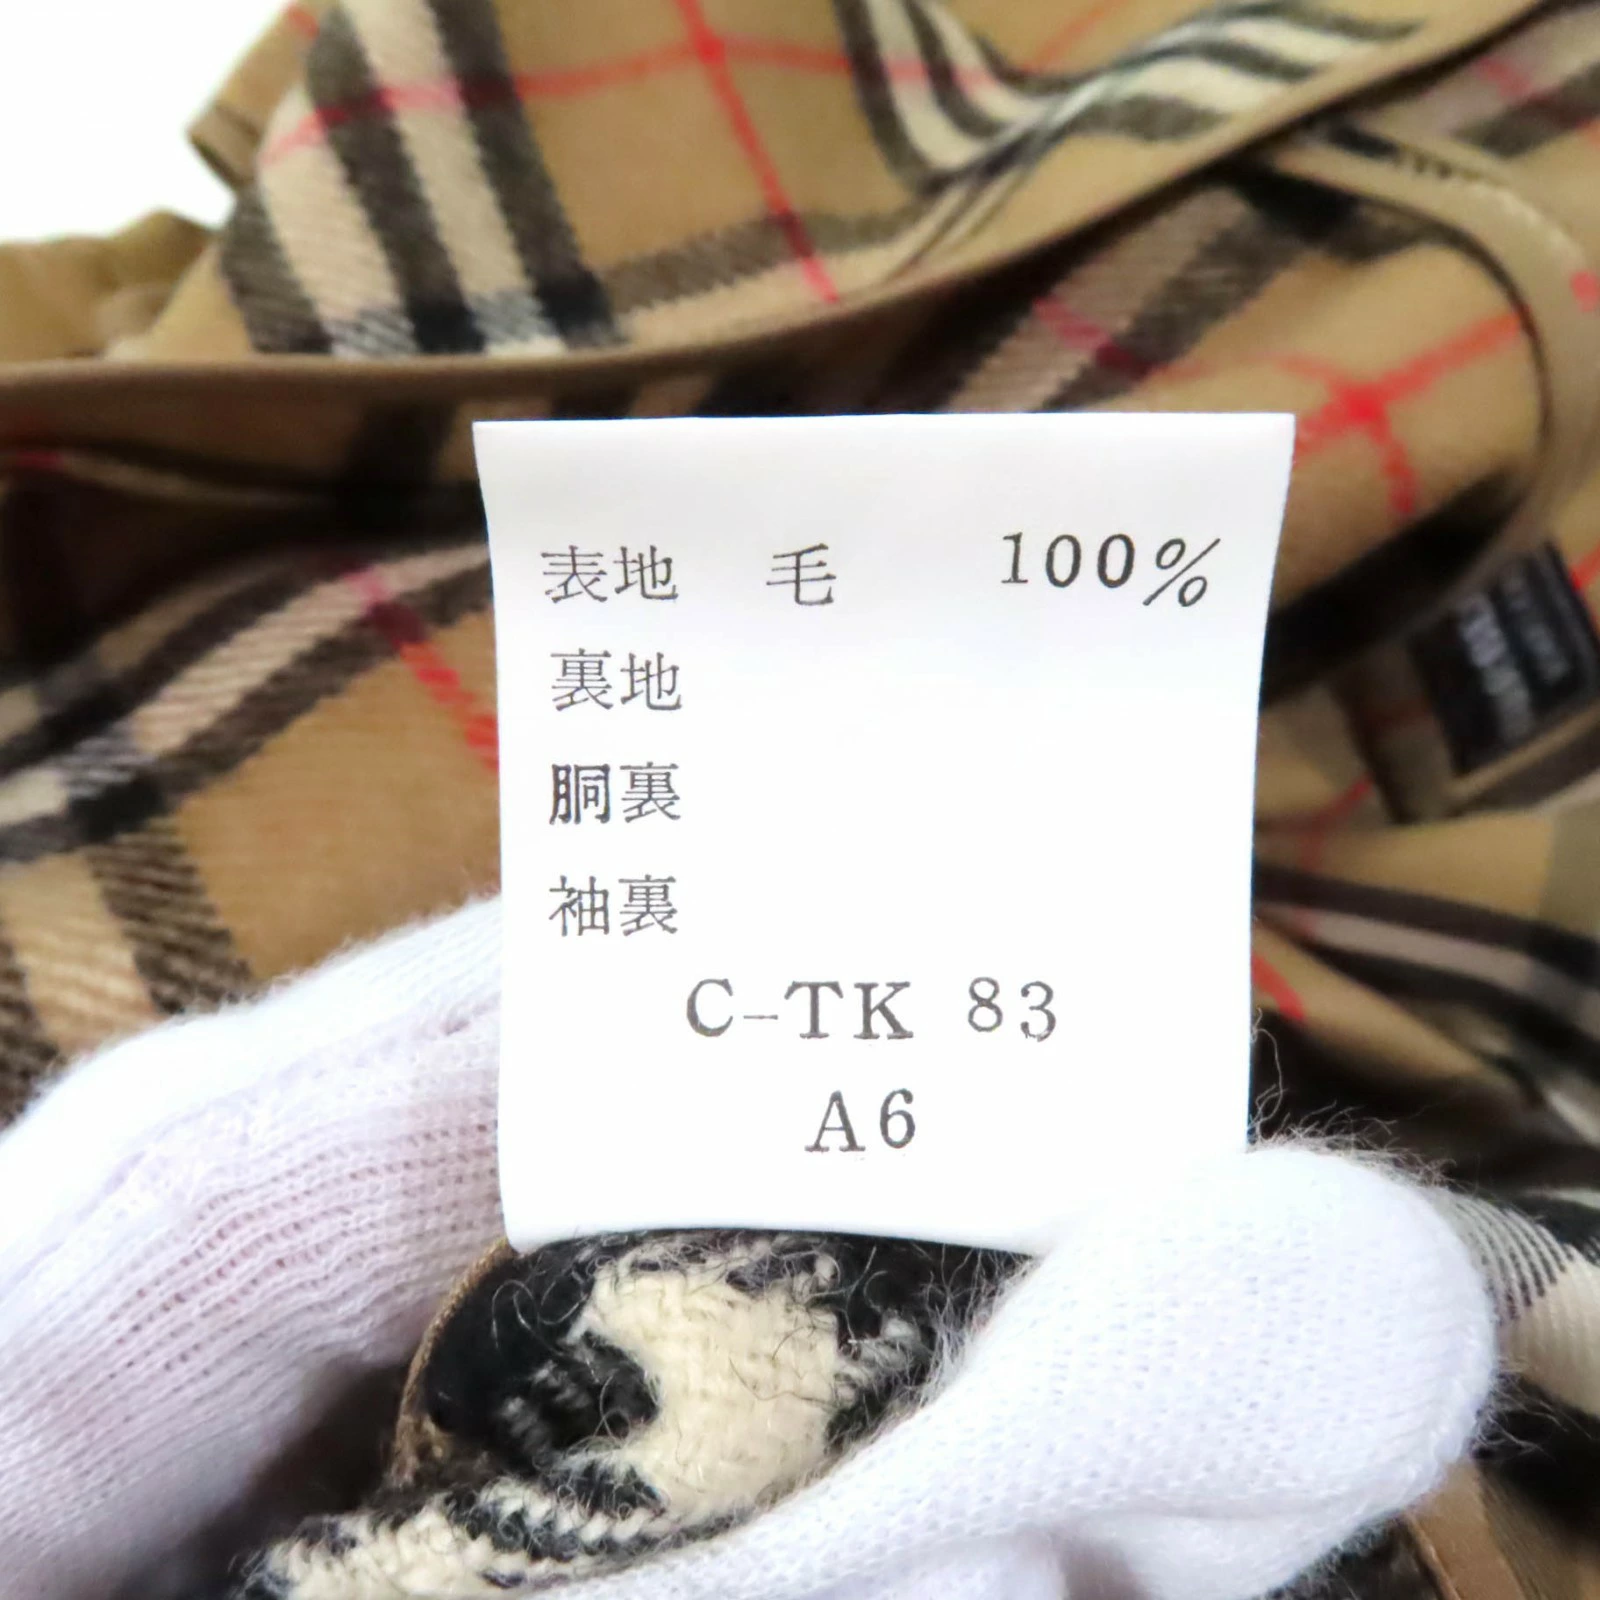 表地 毛 100%
裏地
胴裏
袖裏
C-TK 83
A6